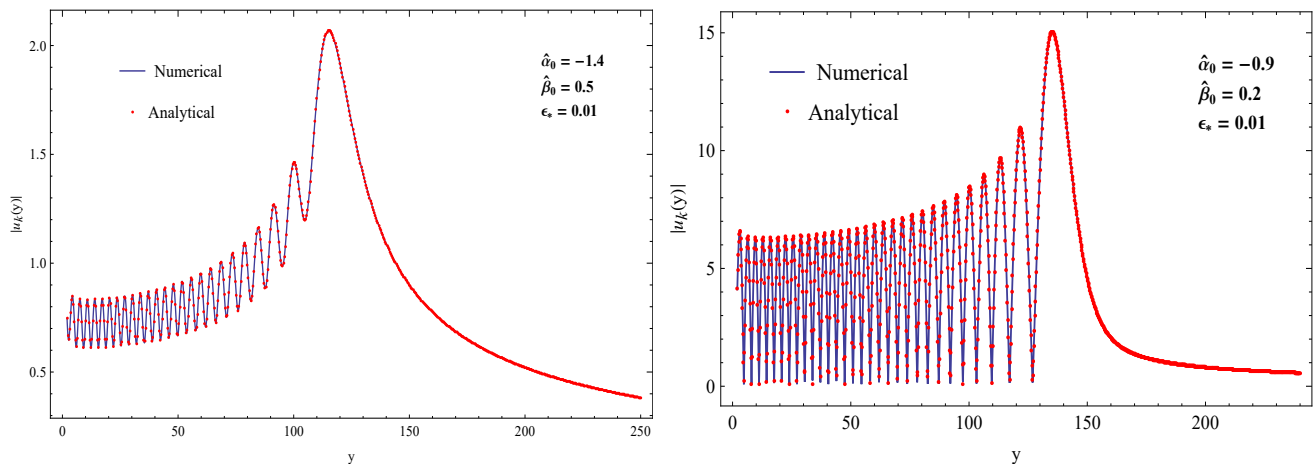 2.0
1.5
1.0
0.5
|u_k(y)|
Numerical
Analytical
α̂₀ = −1.4
β̂₀ = 0.5
ϵ* = 0.01
0 50 100 150 200 250
y
15
10
5
0
|u_k(y)|
Numerical
Analytical
α̂₀ = −0.9
β̂₀ = 0.2
ϵ* = 0.01
0 50 100 150 200
y